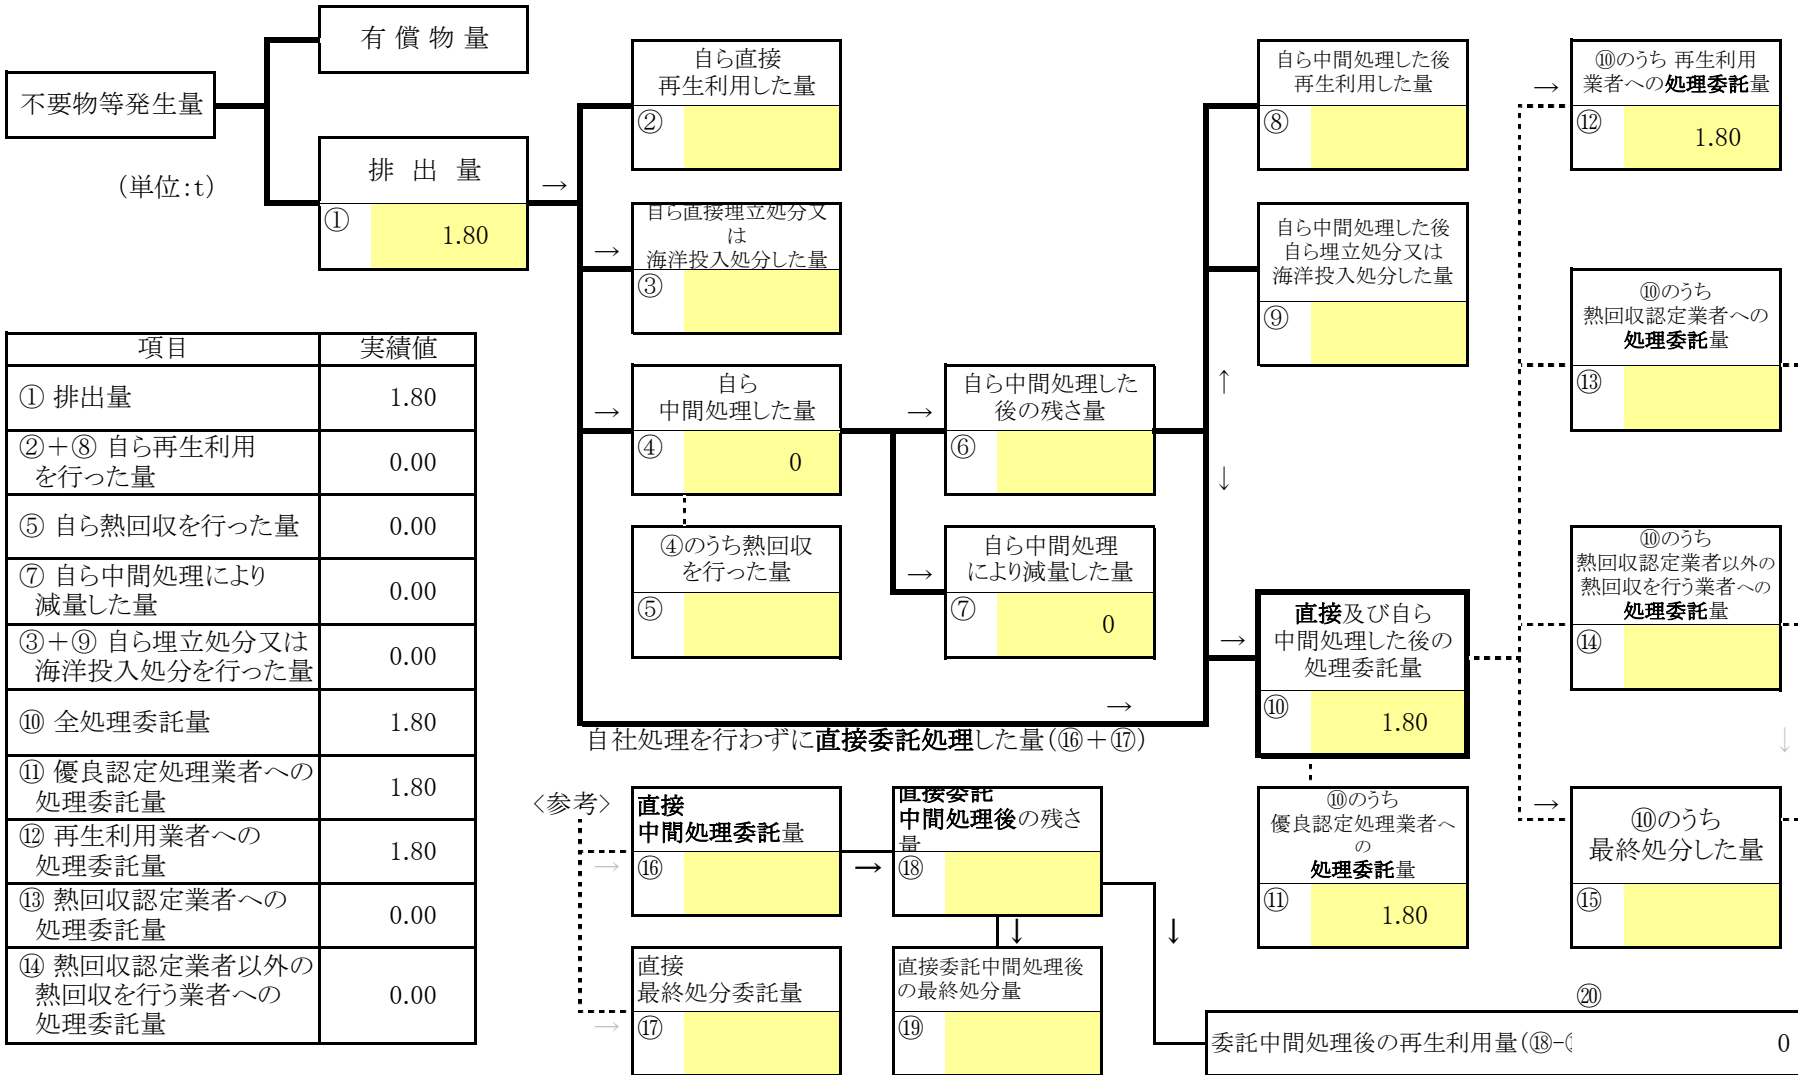 有 償 物 量
不要物等発生量
(単位:t)
排 出 量
→
①
1.80
自ら直接
再生利用した量
②
→
自ら直接埋立処分又
は
海洋投入処分した量
③
→
自ら
中間処理した量
④
0
④のうち熱回収
を行った量
⑤
→
自ら中間処理した
後の残さ量
⑥
→
自ら中間処理
により減量した量
⑦
0
自ら中間処理した後
再生利用した量
⑧
自ら中間処理した後
自ら埋立処分又は
海洋投入処分した量
⑨
↑
↓
→
直接及び自ら
中間処理した後の
処理委託量
⑩
1.80
⑩のうち
優良認定処理業者へ
の
処理委託量
⑪
1.80
→
⑩のうち 再生利用
業者への処理委託量
⑫
1.80
⑩のうち
熱回収認定業者への
処理委託量
⑬
⑩のうち
熱回収認定業者以外の
熱回収を行う業者への
処理委託量
⑭
↓
→
⑩のうち
最終処分した量
⑮
→
自社処理を行わずに直接委託処理した量(⑯+⑰)
〈参考〉
→
直接
中間処理委託量
⑯
→
直接委託
中間処理後の残さ
量
⑱
↓
↓
→
直接
最終処分委託量
⑰
直接委託中間処理後
の最終処分量
⑲
⑳
委託中間処理後の再生利用量(⑱-
0
項目 実績値
① 排出量 1.80
②+⑧ 自ら再生利用
を行った量 0.00
⑤ 自ら熱回収を行った量 0.00
⑦ 自ら中間処理により
減量した量 0.00
③+⑨ 自ら埋立処分又は
海洋投入処分を行った量 0.00
⑩ 全処理委託量 1.80
⑪ 優良認定処理業者への
処理委託量 1.80
⑫ 再生利用業者への
処理委託量 1.80
⑬ 熱回収認定業者への
処理委託量 0.00
⑭ 熱回収認定業者以外の
熱回収を行う業者への
処理委託量 0.00